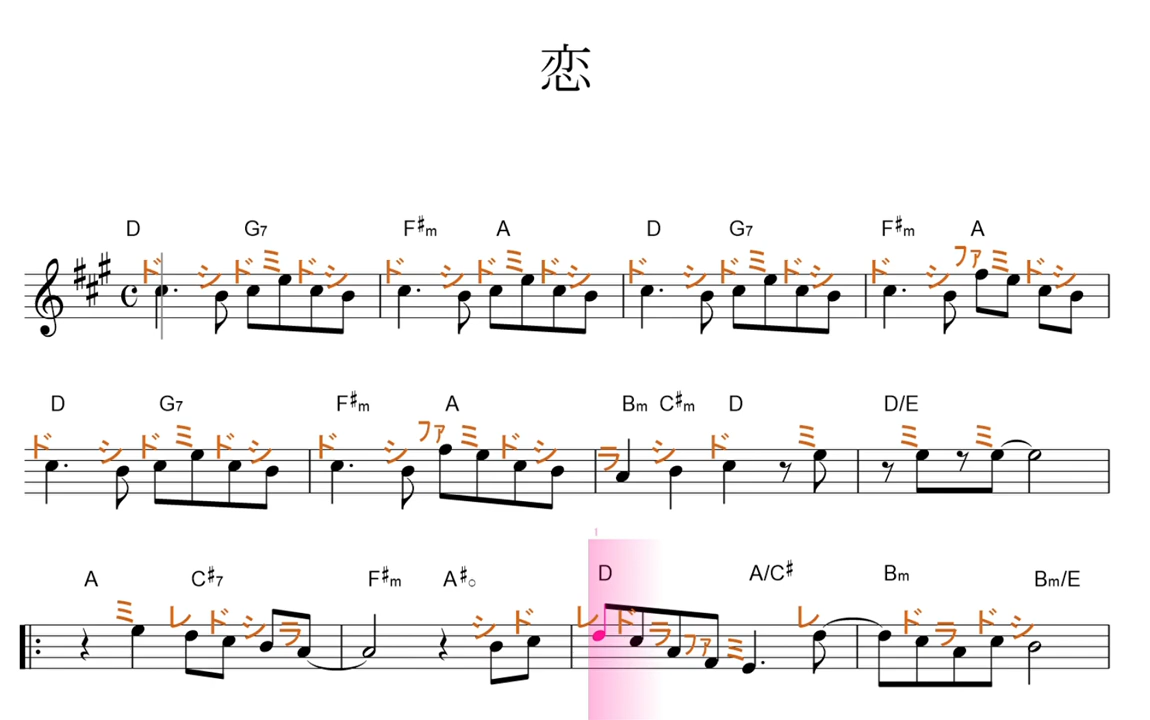 恋
D G7 F♯m A D G7 F♯m A
ド シ ド ミ ド シ ド シ ド ミ ド シ ド シ ド ミ ド シ ド シ ファ ミ ド シ
D G7 F♯m A Bm C♯m D D/E
ド シ ド ミ ド シ ド シ ファ ミ ド シ ラ シ ド ミ ミ ミ
A C♯7 F♯m A♯○ D A/C♯ Bm Bm/E
ミ レ ド シ ラ シ ド レ ド ラ ファ ミ レ ド ラ ド シ